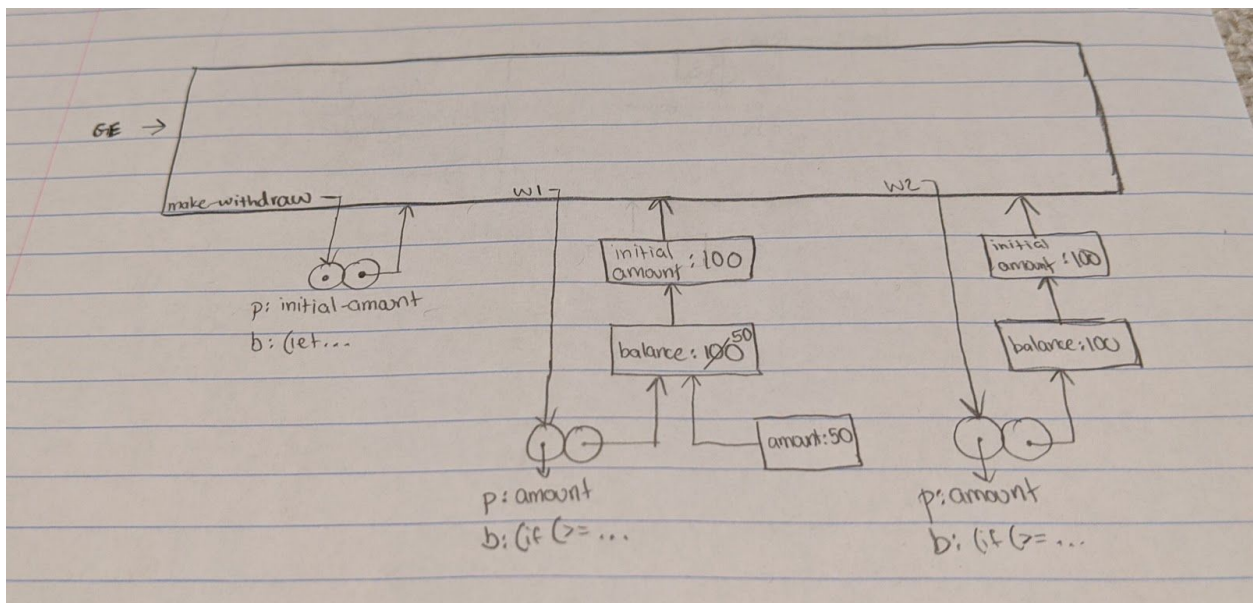 GE →
make-withdraw
W1
W2
initial
amount : 100
initial
amount : 100
p: initial-amount
b: (let...
balance: 100 50
balance: 100
amount: 50
p: amount
b: (if (>= ...
p: amount
b: (if (>= ...